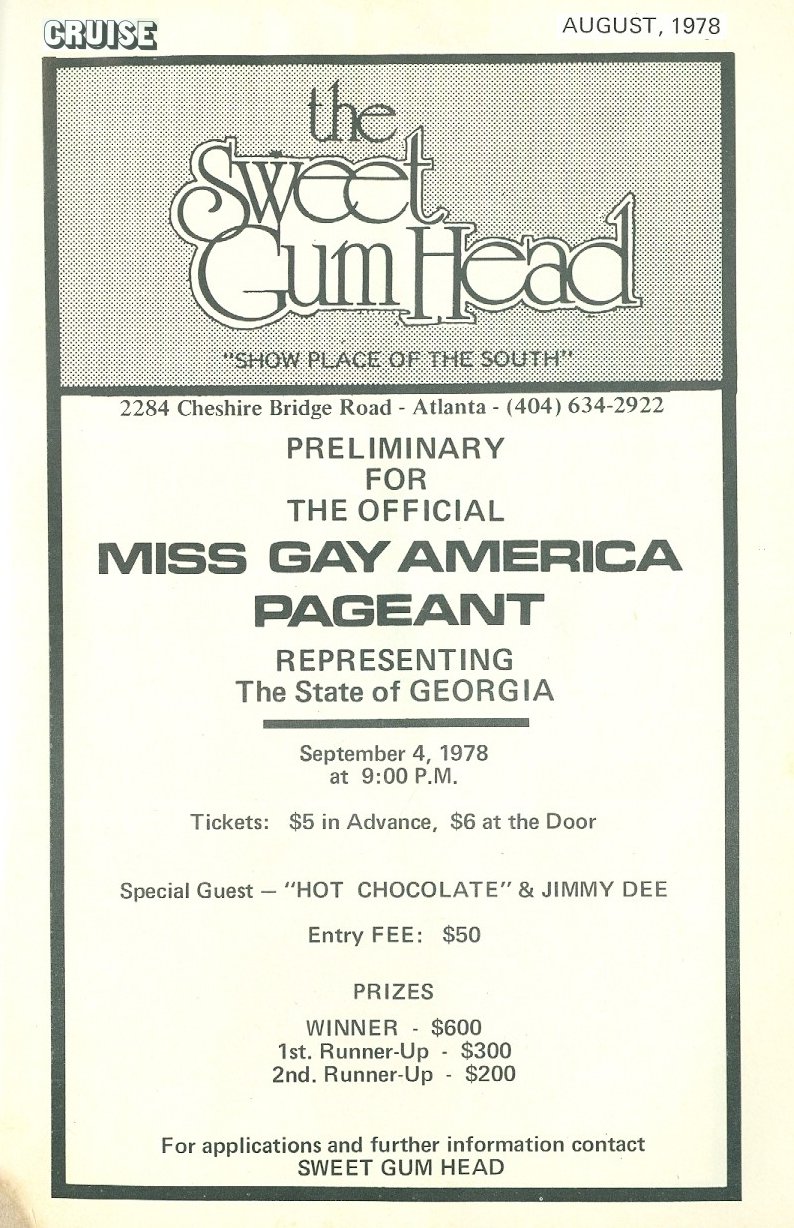 CRUISE
AUGUST, 1978
the
Sweet
Gum Head
"SHOW PLACE OF THE SOUTH"
2284 Cheshire Bridge Road - Atlanta - (404) 634-2922
PRELIMINARY
FOR
THE OFFICIAL
MISS GAY AMERICA
PAGEANT
REPRESENTING
The State of GEORGIA
September 4, 1978
at 9:00 P.M.
Tickets: $5 in Advance, $6 at the Door
Special Guest — "HOT CHOCOLATE" & JIMMY DEE
Entry FEE: $50
PRIZES
WINNER - $600
1st. Runner-Up - $300
2nd. Runner-Up - $200
For applications and further information contact
SWEET GUM HEAD